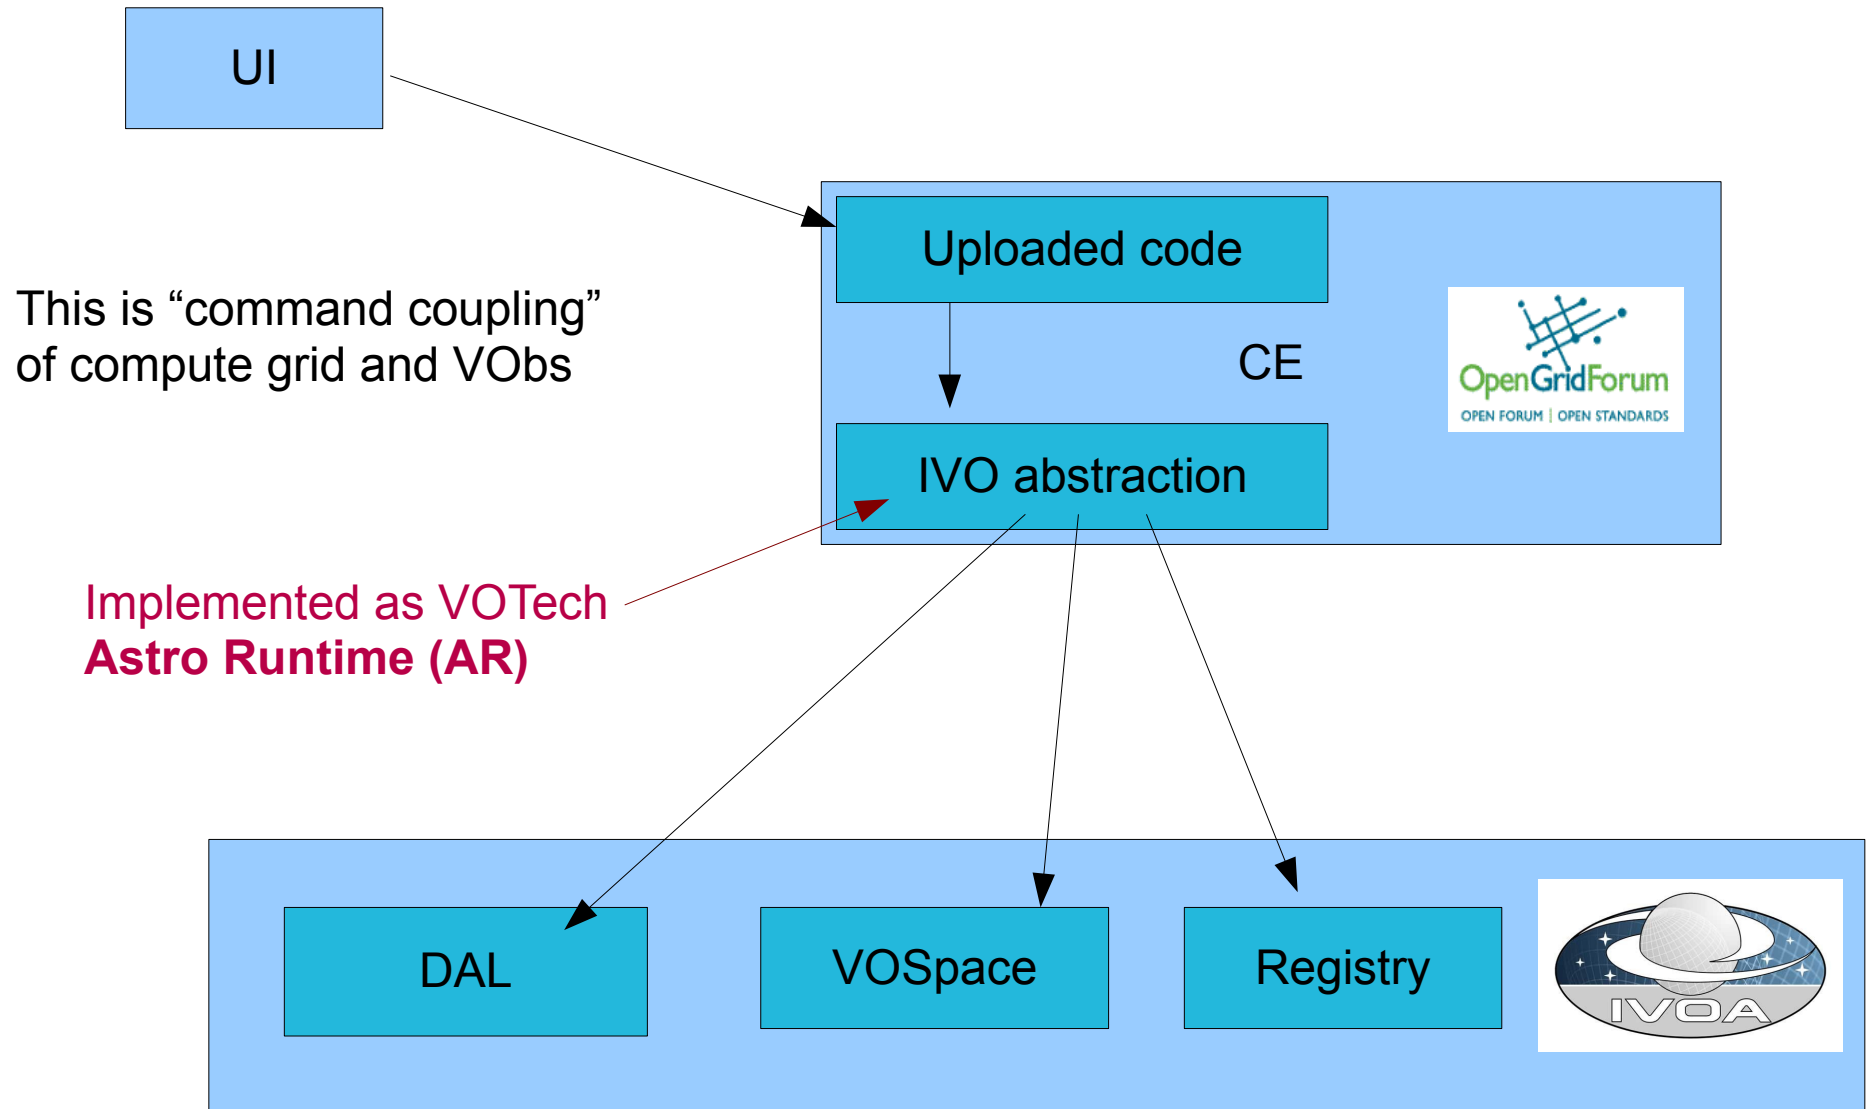 UI
Uploaded code
This is “command coupling”
of compute grid and VObs
CE
OpenGridForum
OPEN FORUM | OPEN STANDARDS
IVO abstraction
Implemented as VOTech
Astro Runtime (AR)
DAL
VOSpace
Registry
IVOA